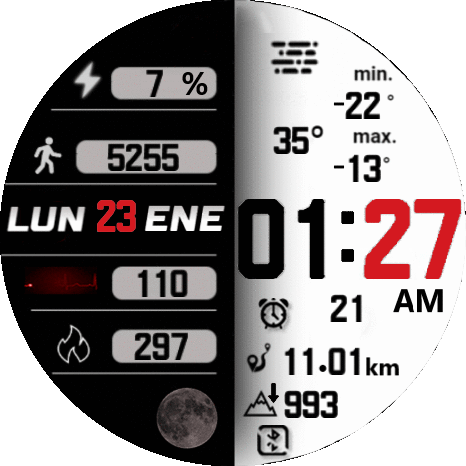 7 %
5255
LUN 23 ENE
110
297
min.
-22 °
35°
max.
-13°
01:27
AM
21
11.01km
993